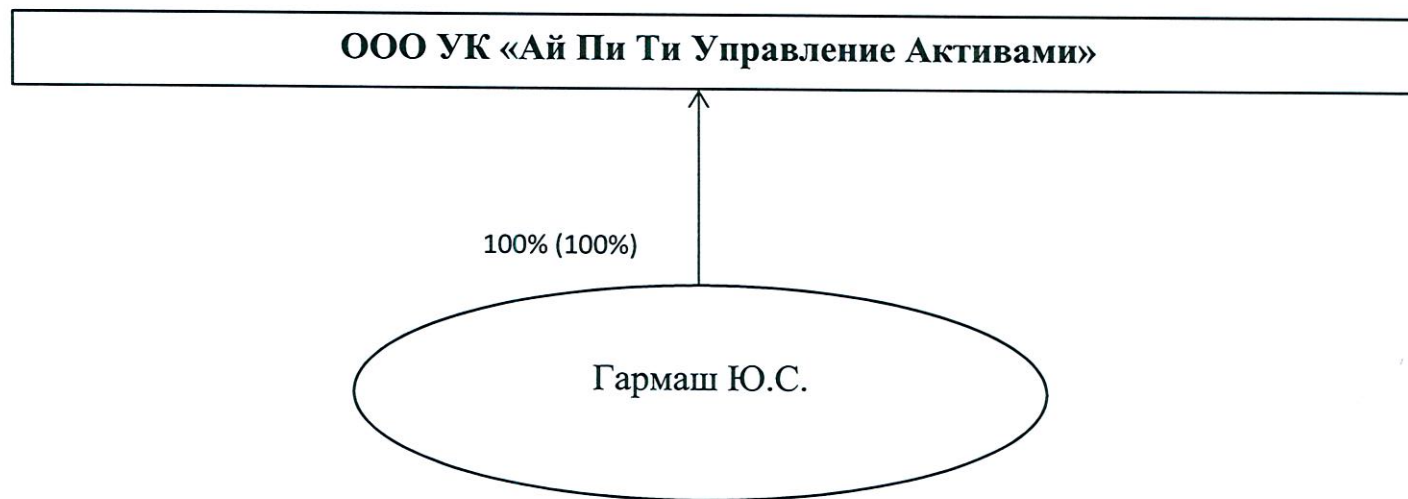 ООО УК «Ай Пи Ти Управление Активами»
100% (100%)
Гармаш Ю.С.